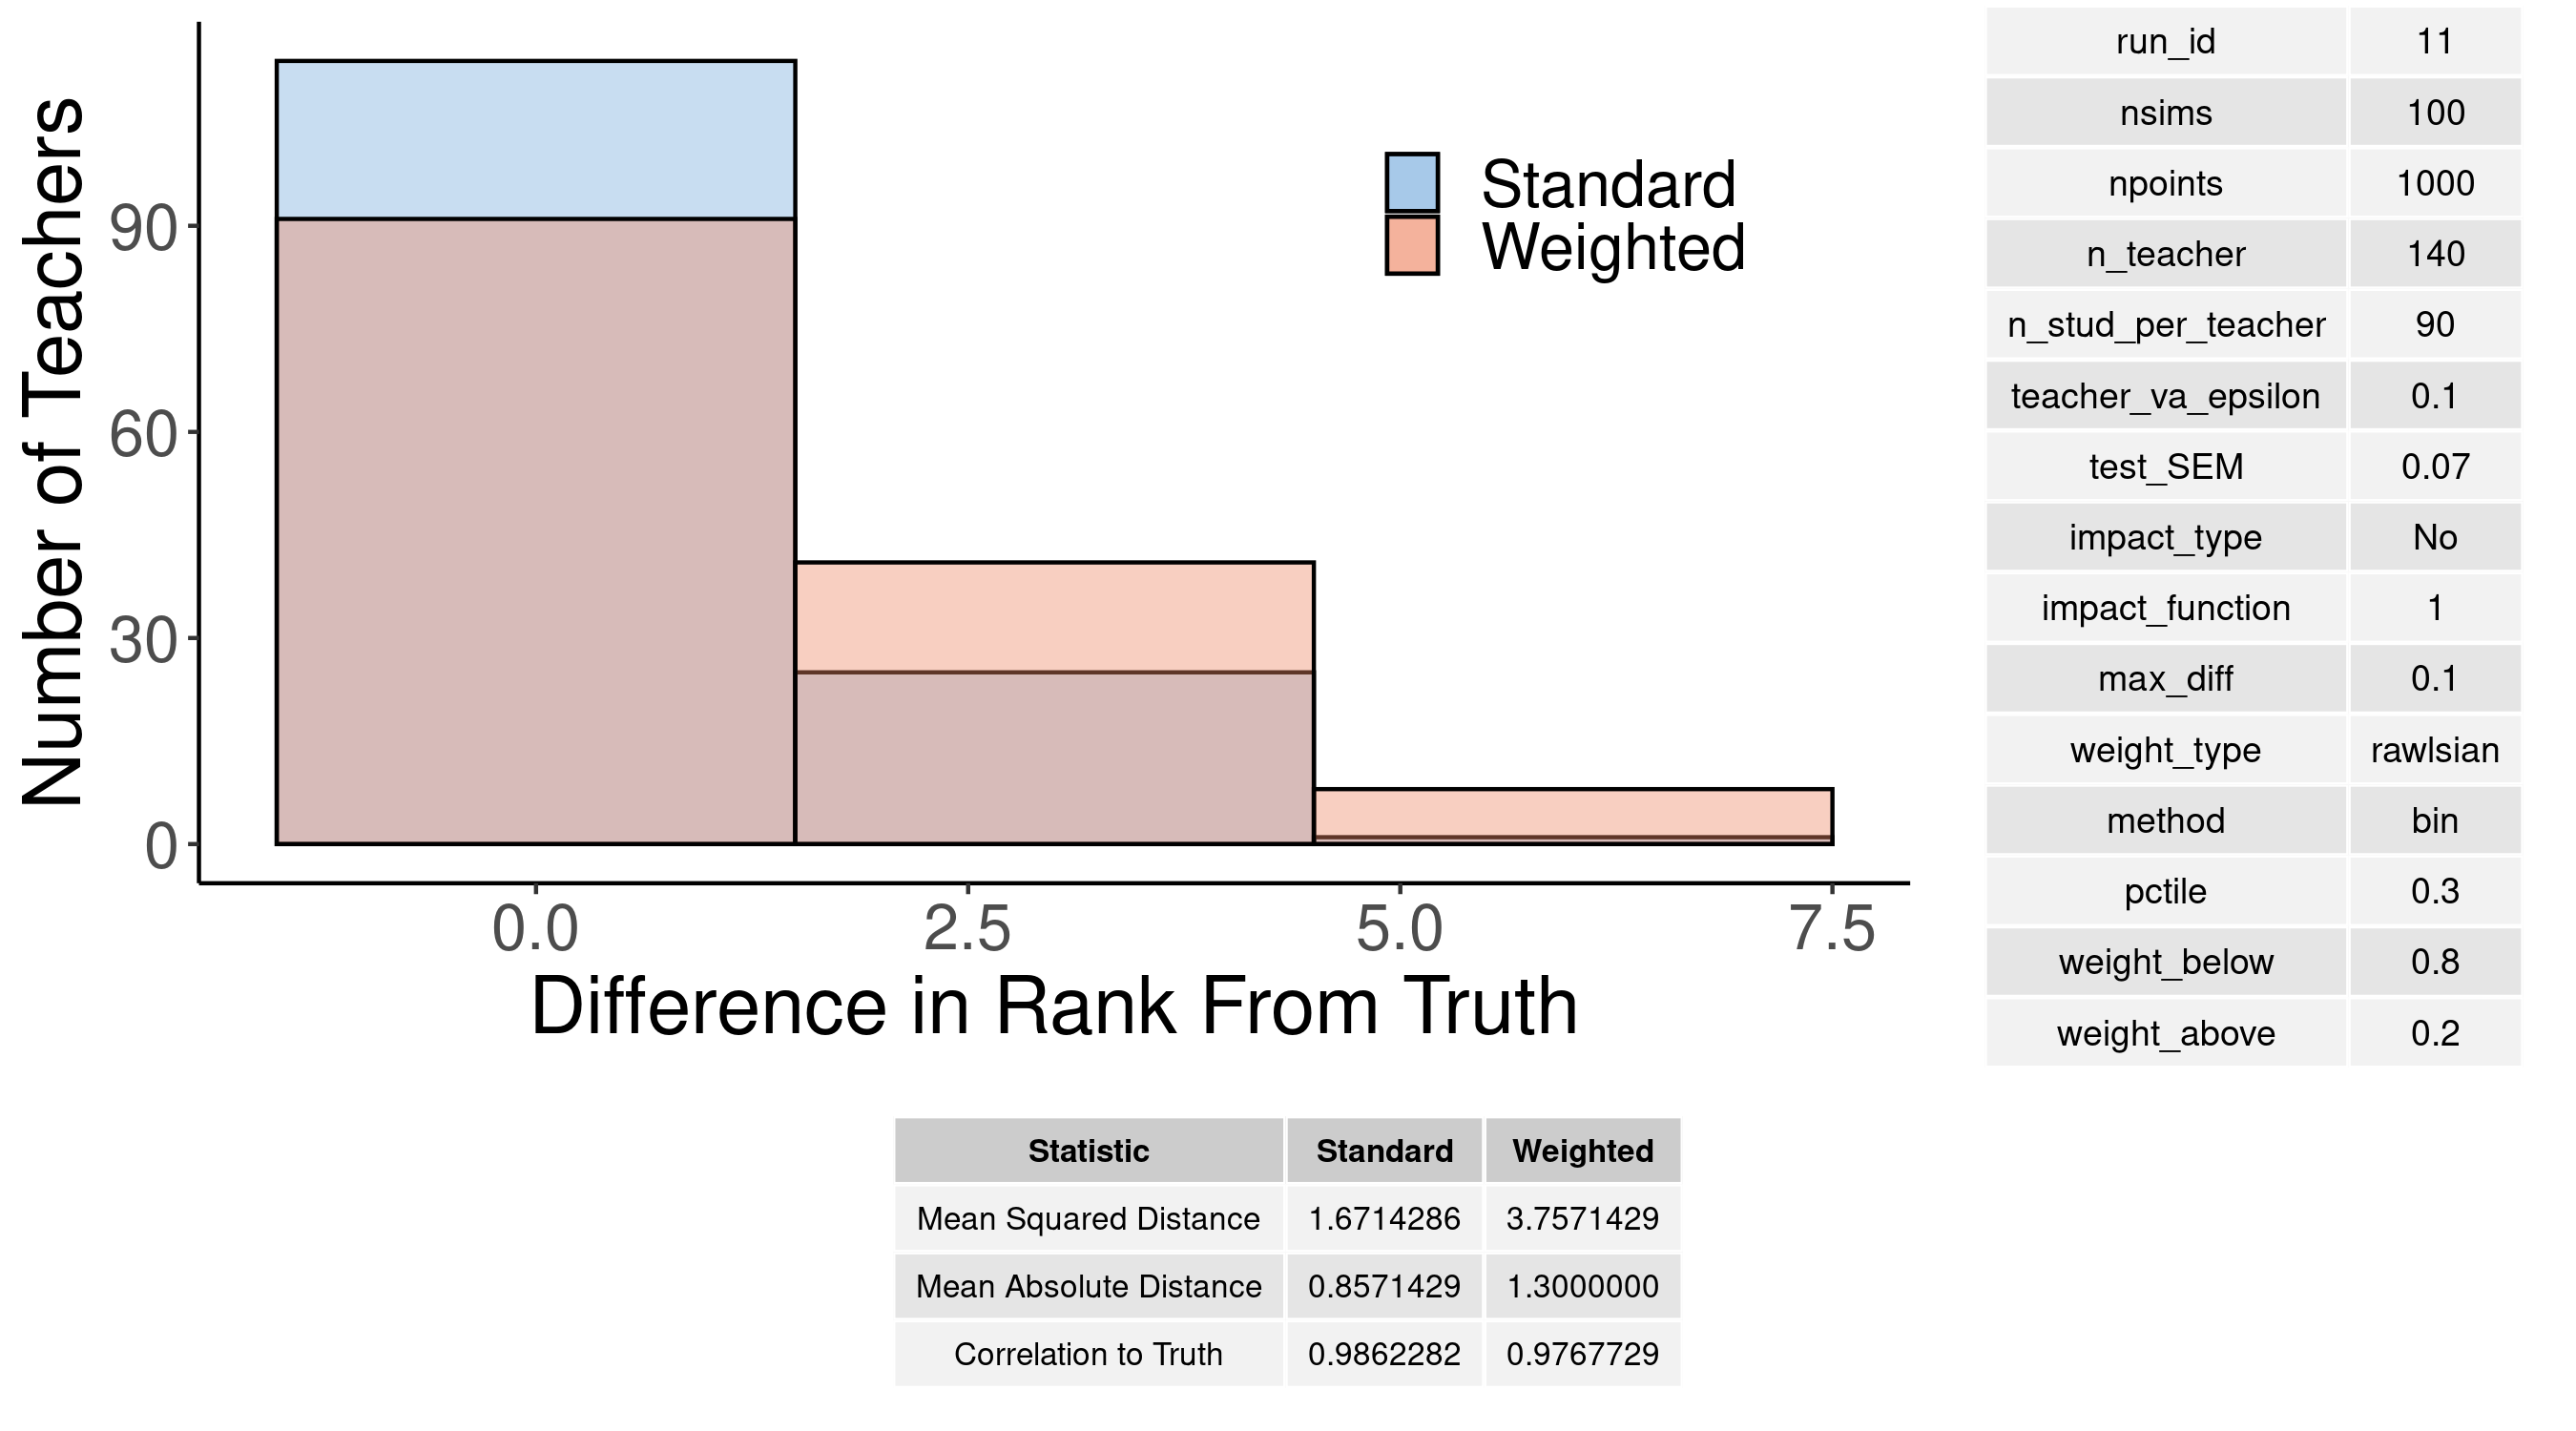 Number of Teachers
90
60
30
0
0.0 2.5 5.0 7.5
Difference in Rank From Truth
Standard
Weighted
run_id 11
nsims 100
npoints 1000
n_teacher 140
n_stud_per_teacher 90
teacher_va_epsilon 0.1
test_SEM 0.07
impact_type No
impact_function 1
max_diff 0.1
weight_type rawlsian
method bin
pctile 0.3
weight_below 0.8
weight_above 0.2
Statistic Standard Weighted
Mean Squared Distance 1.6714286 3.7571429
Mean Absolute Distance 0.8571429 1.3000000
Correlation to Truth 0.9862282 0.9767729